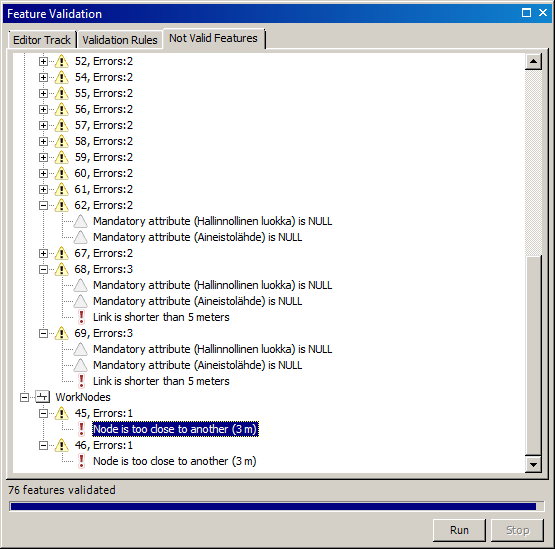 Feature Validation
Editor Track
Validation Rules
Not Valid Features
52, Errors:2
54, Errors:2
55, Errors:2
56, Errors:2
57, Errors:2
58, Errors:2
59, Errors:2
60, Errors:2
61, Errors:2
62, Errors:2
Mandatory attribute (Hallinnollinen luokka) is NULL
Mandatory attribute (Aineistolähde) is NULL
67, Errors:2
68, Errors:3
Mandatory attribute (Hallinnollinen luokka) is NULL
Mandatory attribute (Aineistolähde) is NULL
Link is shorter than 5 meters
69, Errors:3
Mandatory attribute (Hallinnollinen luokka) is NULL
Mandatory attribute (Aineistolähde) is NULL
Link is shorter than 5 meters
WorkNodes
45, Errors:1
Node is too close to another (3 m)
46, Errors:1
Node is too close to another (3 m)
76 features validated
Run
Stop